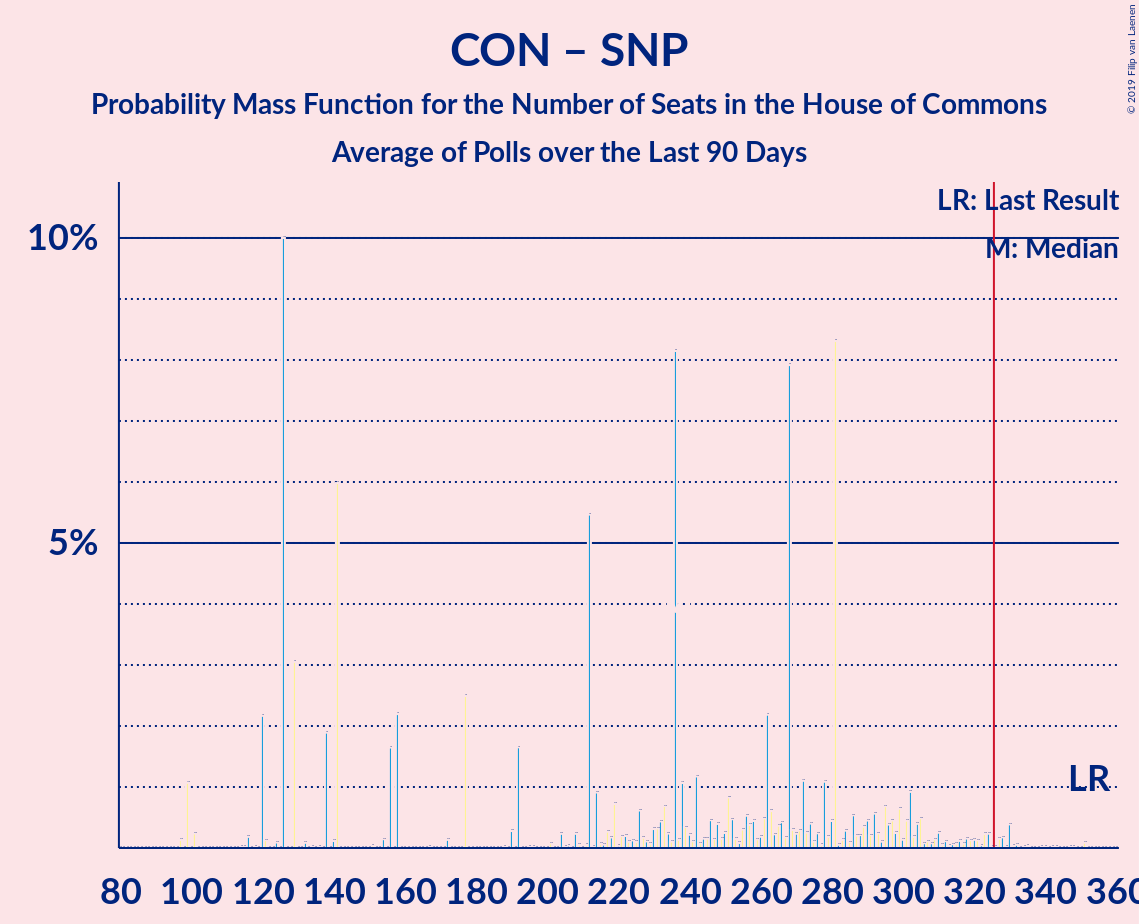 CON – SNP
Probability Mass Function for the Number of Seats in the House of Commons
Average of Polls over the Last 90 Days
© 2019 Filip van Laenen
LR: Last Result
M: Median
10%
5%
LR
80 100 120 140 160 180 200 220 240 260 280 300 320 340 360